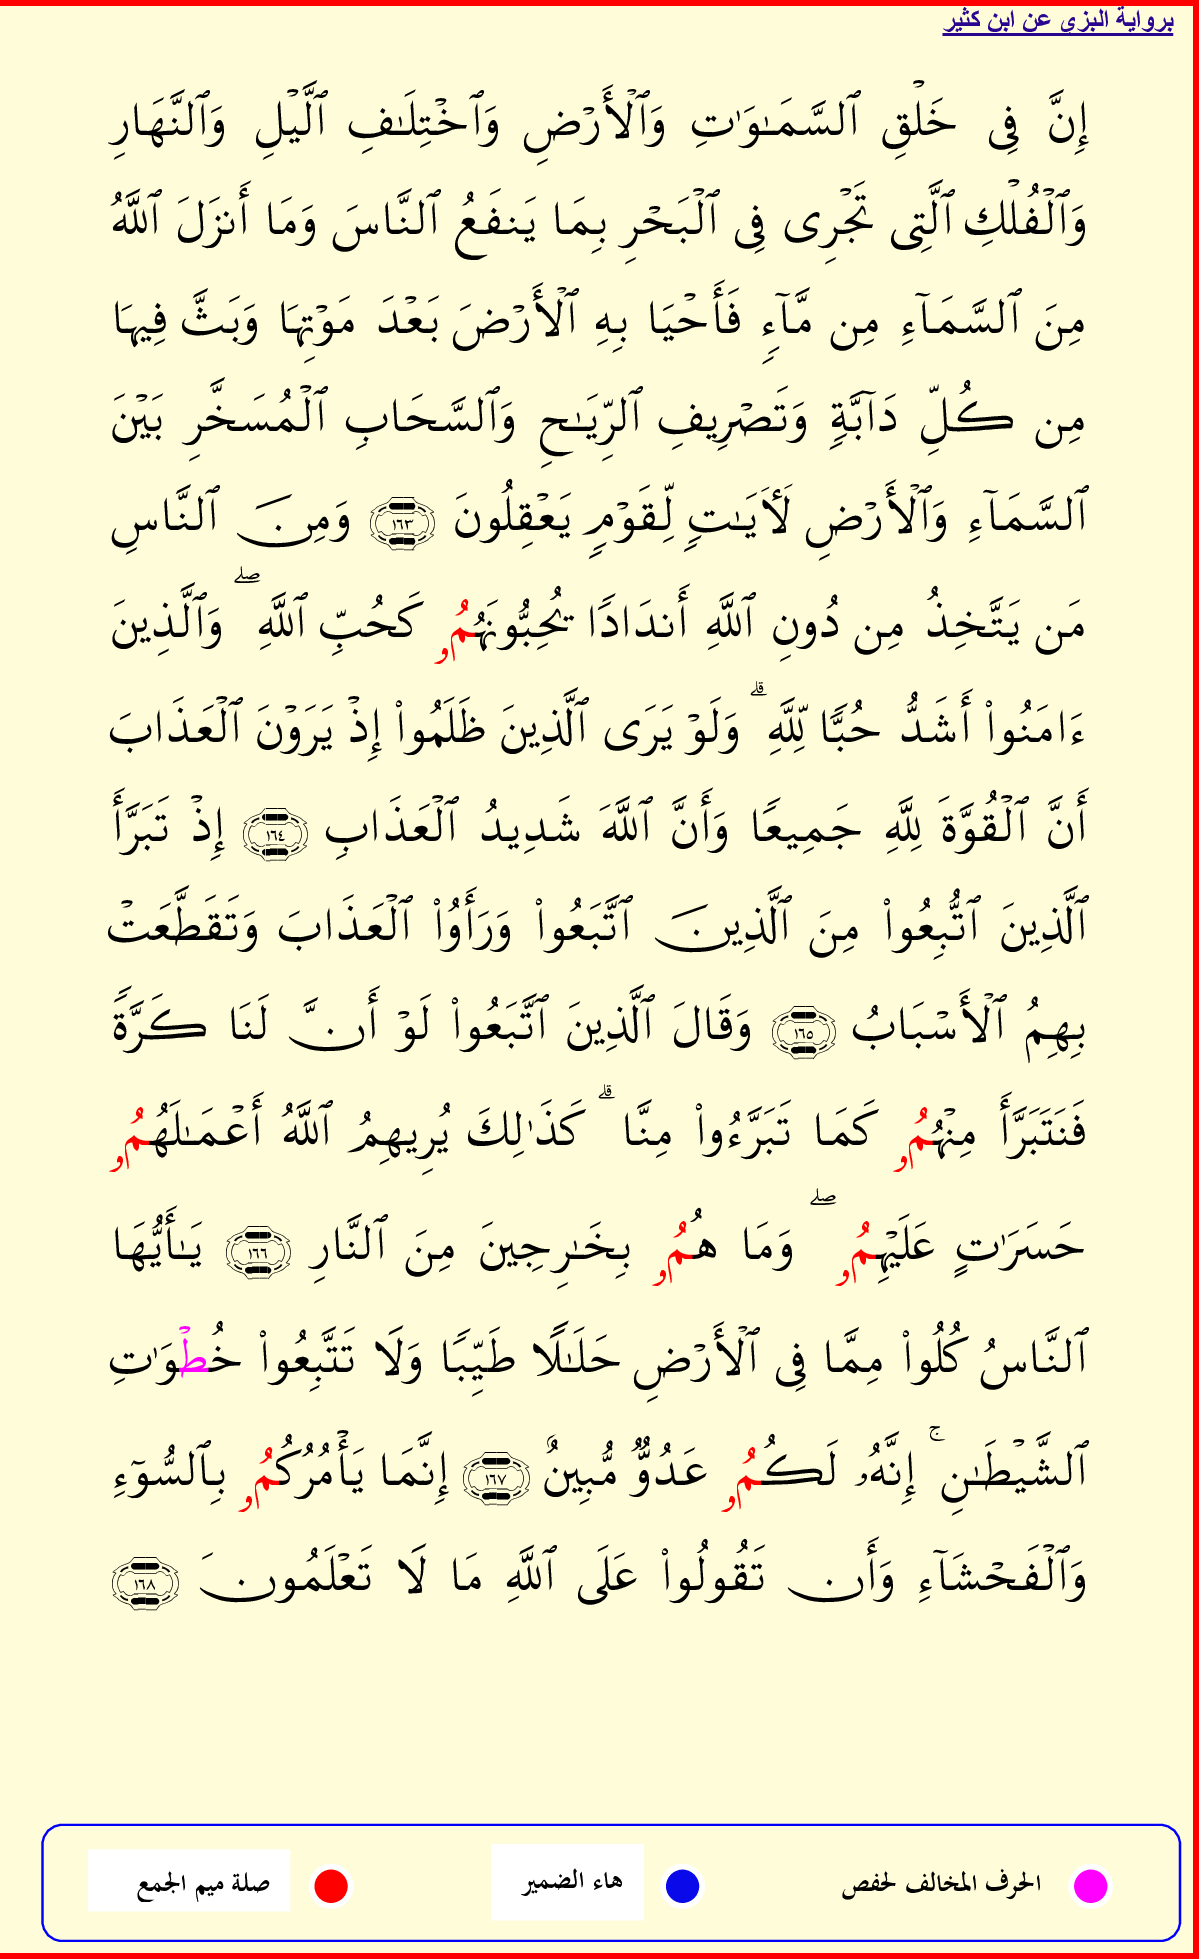 برواية البزي عن ابن كثير
إِنَّ فِى خَلْقِ ٱلسَّمَـٰوَٰتِ وَٱلْأَرْضِ وَٱخْتِلَـٰفِ ٱلَّيْلِ وَٱلنَّهَارِ
وَٱلْفُلْكِ ٱلَّتِى تَجْرِى فِى ٱلْبَحْرِ بِمَا يَنفَعُ ٱلنَّاسَ وَمَا أَنزَلَ ٱللَّهُ
مِنَ ٱلسَّمَآءِ مِن مَّآءٍ فَأَحْيَا بِهِ ٱلْأَرْضَ بَعْدَ مَوْتِهَا وَبَثَّ فِيهَا
مِن كُلِّ دَآبَّةٍ وَتَصْرِيفِ ٱلرِّيَـٰحِ وَٱلسَّحَابِ ٱلْمُسَخَّرِ بَيْنَ
ٱلسَّمَآءِ وَٱلْأَرْضِ لَأَيَـٰتٍ لِّقَوْمٍ يَعْقِلُونَ ١٦٣ وَمِنَ ٱلنَّاسِ
مَن يَتَّخِذُ مِن دُونِ ٱللَّهِ أَندَادًا يُحِبُّونَهُمُۥ كَحُبِّ ٱللَّهِ ۖ وَٱلَّذِينَ
ءَامَنُوا۟ أَشَدُّ حُبًّا لِّلَّهِ ۗ وَلَوْ يَرَى ٱلَّذِينَ ظَلَمُوا۟ إِذْ يَرَوْنَ ٱلْعَذَابَ
أَنَّ ٱلْقُوَّةَ لِلَّهِ جَمِيعًا وَأَنَّ ٱللَّهَ شَدِيدُ ٱلْعَذَابِ ١٦٤ إِذْ تَبَرَّأَ
ٱلَّذِينَ ٱتُّبِعُوا۟ مِنَ ٱلَّذِينَ ٱتَّبَعُوا۟ وَرَأَوُا۟ ٱلْعَذَابَ وَتَقَطَّعَتْ
بِهِمُ ٱلْأَسْبَابُ ١٦٥ وَقَالَ ٱلَّذِينَ ٱتَّبَعُوا۟ لَوْ أَنَّ لَنَا كَرَّةً
فَنَتَبَرَّأَ مِنْهُمُۥ كَمَا تَبَرَّءُوا۟ مِنَّا ۗ كَذَٰلِكَ يُرِيهِمُ ٱللَّهُ أَعْمَـٰلَهُمُۥ
حَسَرَٰتٍ عَلَيْهِمُۥ ۖ وَمَا هُمُۥ بِخَـٰرِجِينَ مِنَ ٱلنَّارِ ١٦٦ يَـٰأَيُّهَا
ٱلنَّاسُ كُلُوا۟ مِمَّا فِى ٱلْأَرْضِ حَلَـٰلًا طَيِّبًا وَلَا تَتَّبِعُوا۟ خُطْوَٰتِ
ٱلشَّيْطَـٰنِ ۚ إِنَّهُۥ لَكُمُۥ عَدُوٌّ مُّبِينٌ ١٦٧ إِنَّمَا يَأْمُرُكُمُۥ بِٱلسُّوٓءِ
وَٱلْفَحْشَآءِ وَأَن تَقُولُوا۟ عَلَى ٱللَّهِ مَا لَا تَعْلَمُونَ ١٦٨
الحرف المخالف لحفص هاء الضمير صلة ميم الجمع